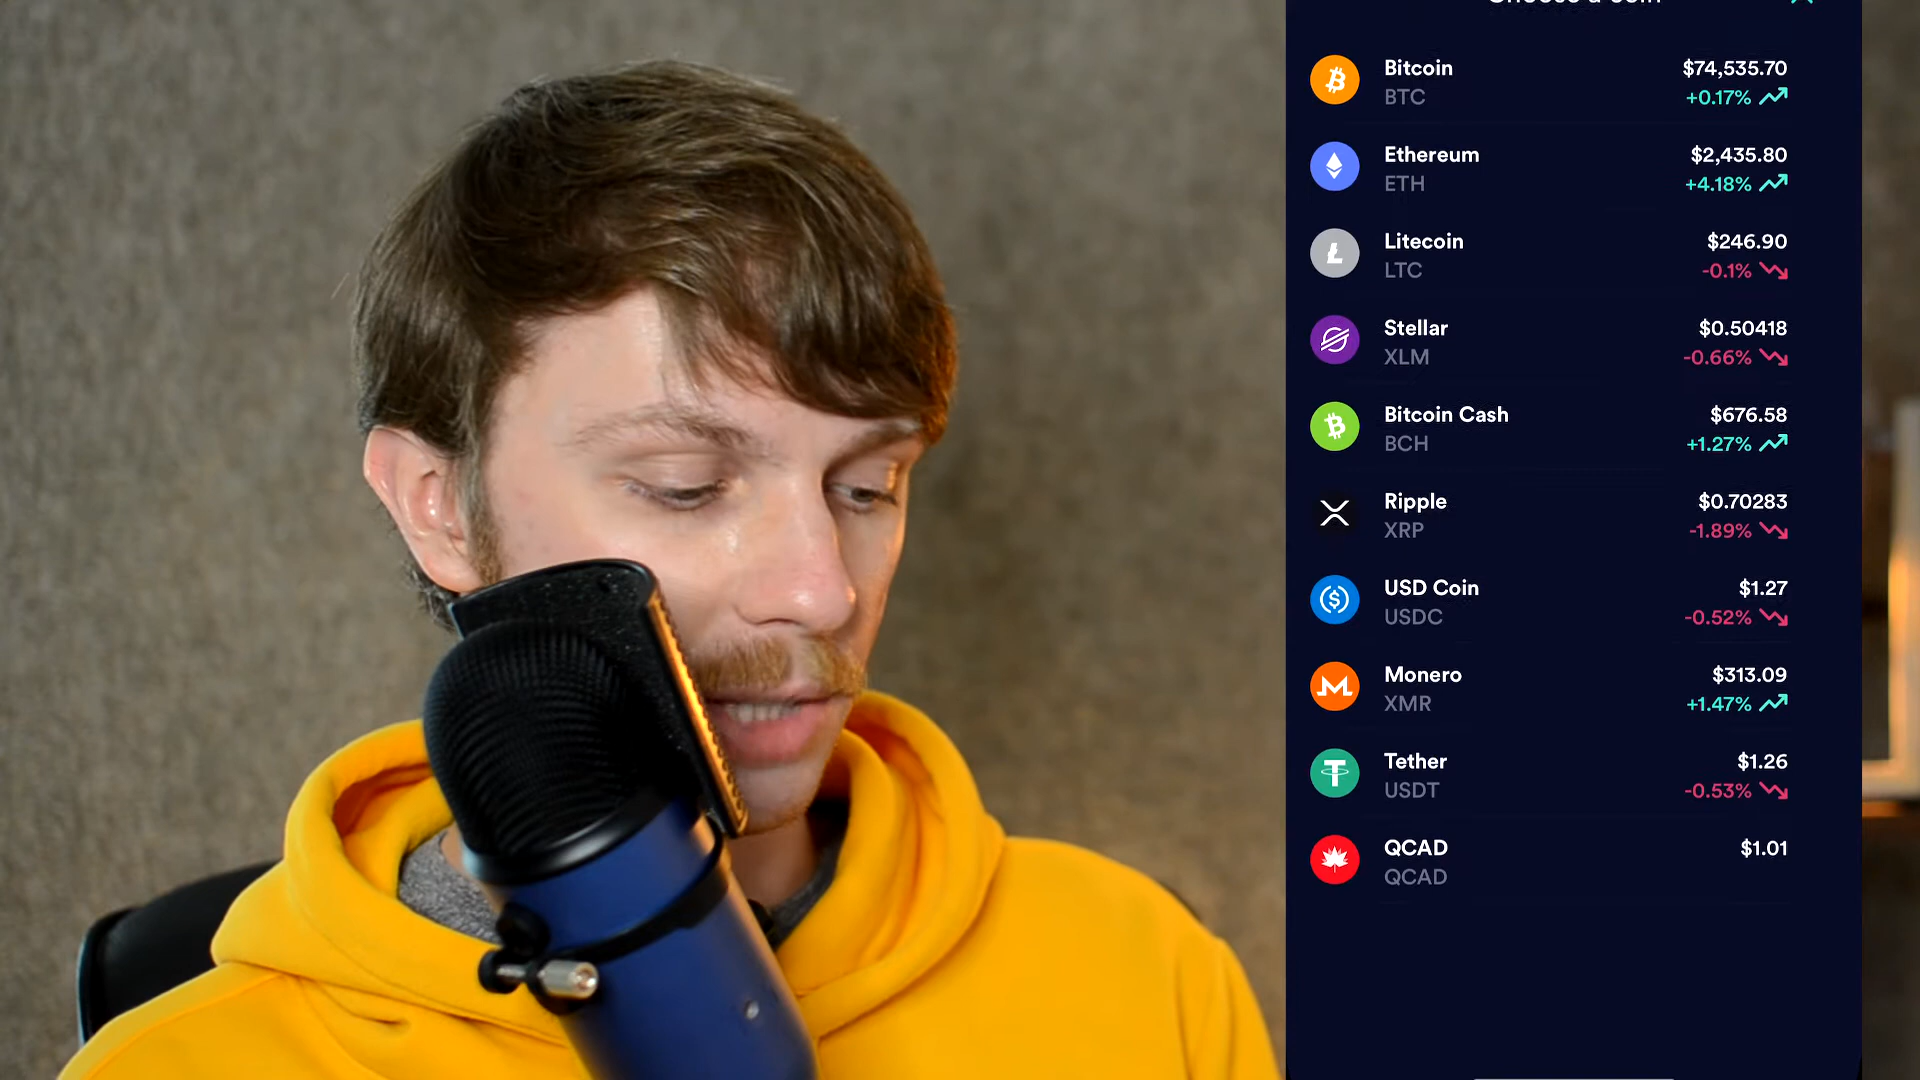 Choose a Coin
Bitcoin
$74,535.70
BTC
+0.17%
Ethereum
$2,435.80
ETH
+4.18%
Litecoin
$246.90
LTC
-0.1%
Stellar
$0.50418
XLM
-0.66%
Bitcoin Cash
$676.58
BCH
+1.27%
Ripple
$0.70283
XRP
-1.89%
USD Coin
$1.27
USDC
-0.52%
Monero
$313.09
XMR
+1.47%
Tether
$1.26
USDT
-0.53%
QCAD
$1.01
QCAD